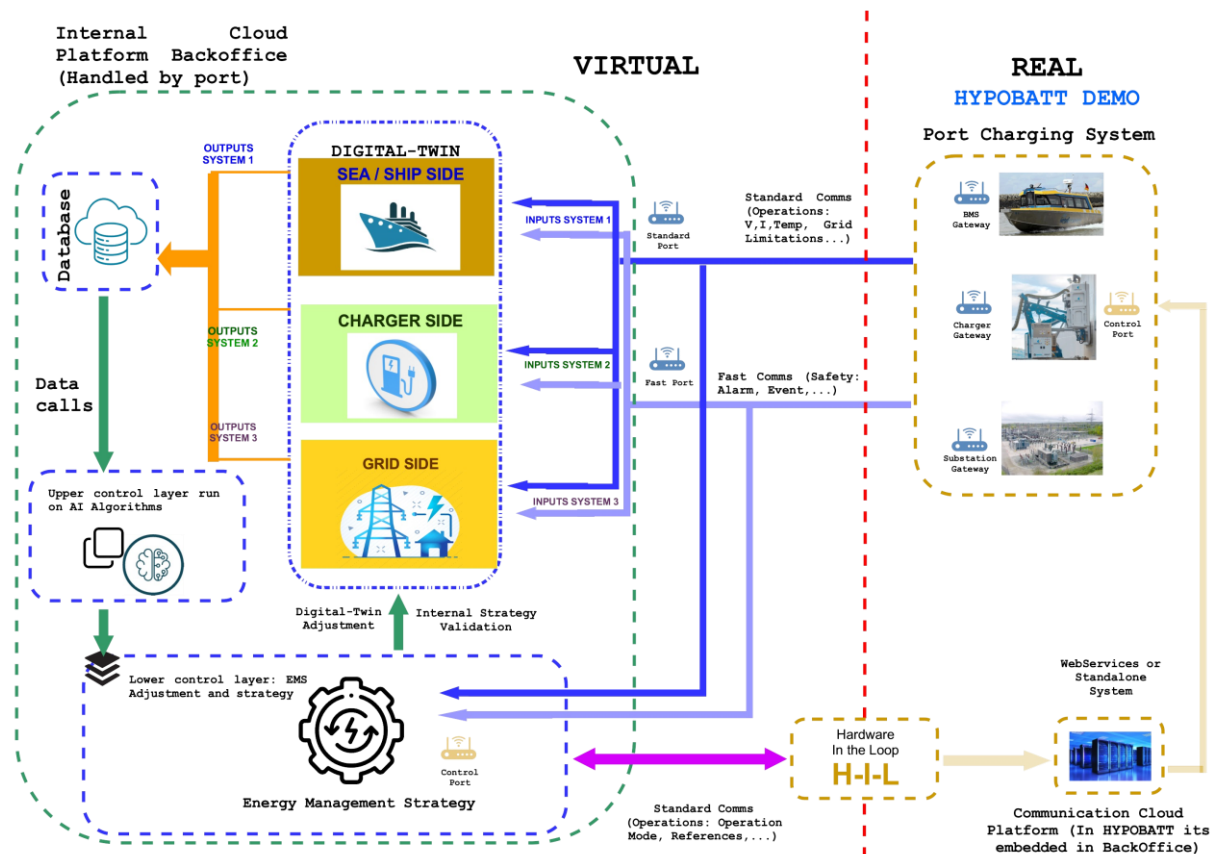 Internal Cloud
Platform Backoffice
(Handled by port)
VIRTUAL
REAL
HYPOBATT DEMO
Port Charging System
OUTPUTS
SYSTEM 1
DIGITAL-TWIN
SEA / SHIP SIDE
Database
INPUTS SYSTEM 1
Standard
Port
Standard Comms
(Operations:
V,I,Temp, Grid
Limitations...)
BMS
Gateway
OUTPUTS
SYSTEM 2
CHARGER SIDE
INPUTS SYSTEM 2
Fast Port
Fast Comms (Safety:
Alarm, Event,...)
Charger
Gateway
Control
Port
Data
calls
OUTPUTS
SYSTEM 3
GRID SIDE
INPUTS SYSTEM 3
Substation
Gateway
Upper control layer run
on AI Algorithms
Digital-Twin
Adjustment
Internal Strategy
Validation
Lower control layer: EMS
Adjustment and strategy
Control
Port
Energy Management Strategy
Standard Comms
(Operations: Operation
Mode, References,...)
Hardware
In the Loop
H-I-L
WebServices or
Standalone
System
Communication Cloud
Platform (In HYPOBATT its
embedded in BackOffice)